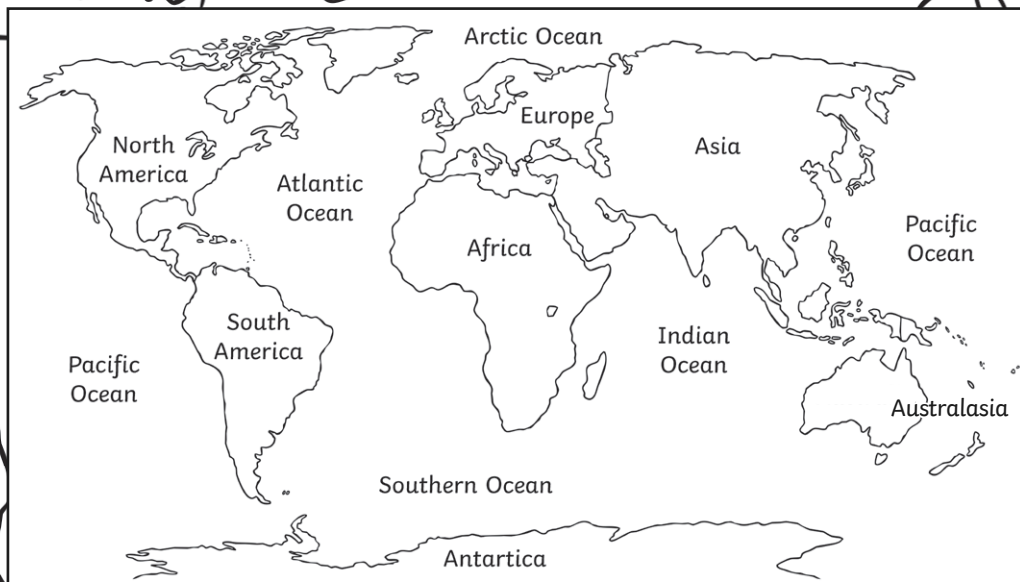 Arctic Ocean
Europe
North
America
Asia
Atlantic
Ocean
Pacific
Ocean
Africa
South
America
Indian
Ocean
Pacific
Ocean
Australasia
Southern Ocean
Antartica